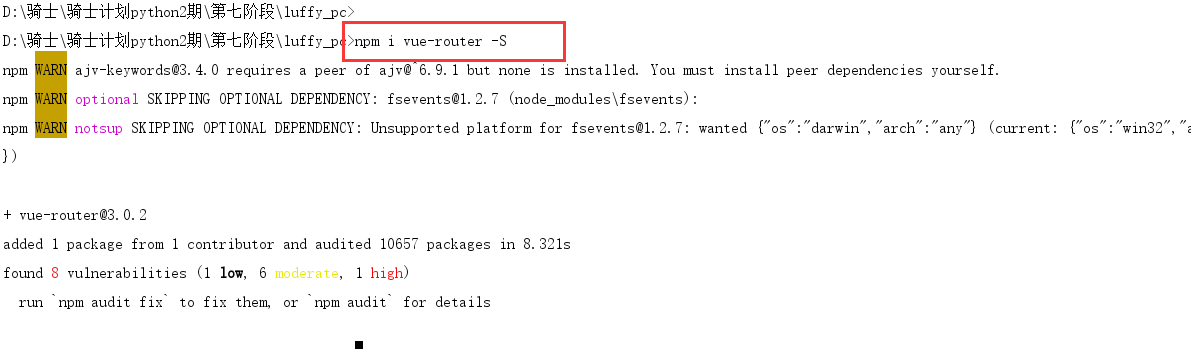 D:\骑士\骑士计划python2期\第七阶段\luffy_pc>
D:\骑士\骑士计划python2期\第七阶段\luffy_pc>npm i vue-router -S
npm WARN ajv-keywords@3.4.0 requires a peer of ajv@^6.9.1 but none is installed. You must install peer dependencies yourself.
npm WARN optional SKIPPING OPTIONAL DEPENDENCY: fsevents@1.2.7 (node_modules\fsevents):
npm WARN notsup SKIPPING OPTIONAL DEPENDENCY: Unsupported platform for fsevents@1.2.7: wanted {"os":"darwin","arch":"any"} (current: {"os":"win32","a
})
+ vue-router@3.0.2
added 1 package from 1 contributor and audited 10657 packages in 8.321s
found 8 vulnerabilities (1 low, 6 moderate, 1 high)
run `npm audit fix` to fix them, or `npm audit` for details